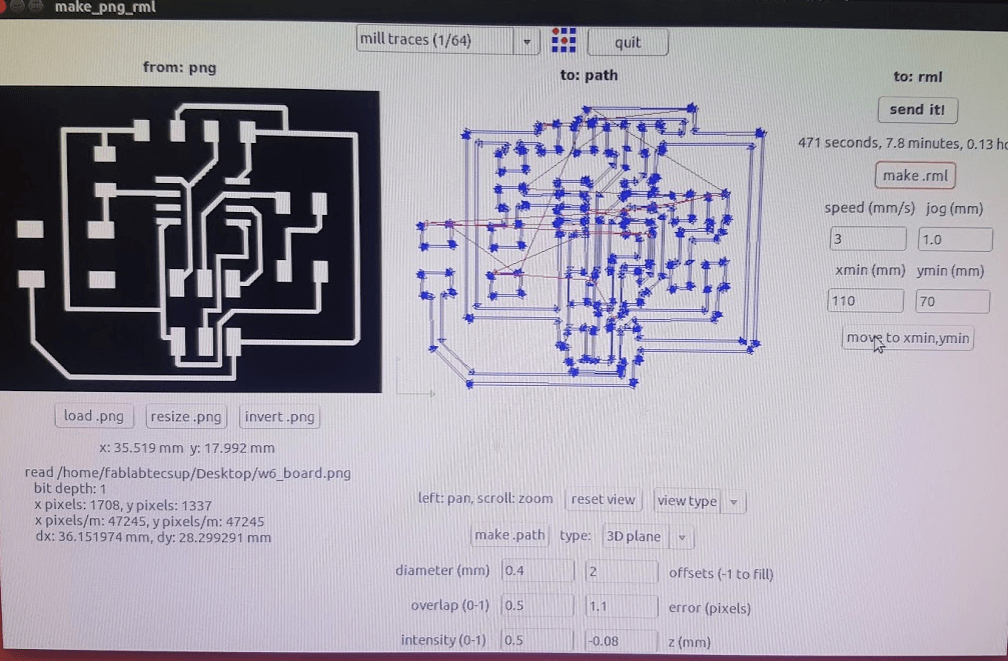 make_png_rml
mill traces (1/64)
quit
from: png
to: path
to: rml
send it!
471 seconds, 7.8 minutes, 0.13
make .rml
speed (mm/s) jog (mm)
3 1.0
xmin (mm) ymin (mm)
110 70
move to xmin,ymin
load .png resize .png invert .png
x: 35.519 mm y: 17.992 mm
read /home/fablabtecsup/Desktop/w6_board.png
bit depth: 1
x pixels: 1708, y pixels: 1337
x pixels/m: 47245, y pixels/m: 47245
dx: 36.151974 mm, dy: 28.299291 mm
left: pan, scroll: zoom reset view view type
make .path type: 3D plane
diameter (mm) 0.4 2 offsets (-1 to fill)
overlap (0-1) 0.5 1.1 error (pixels)
intensity (0-1) 0.5 -0.08 z (mm)